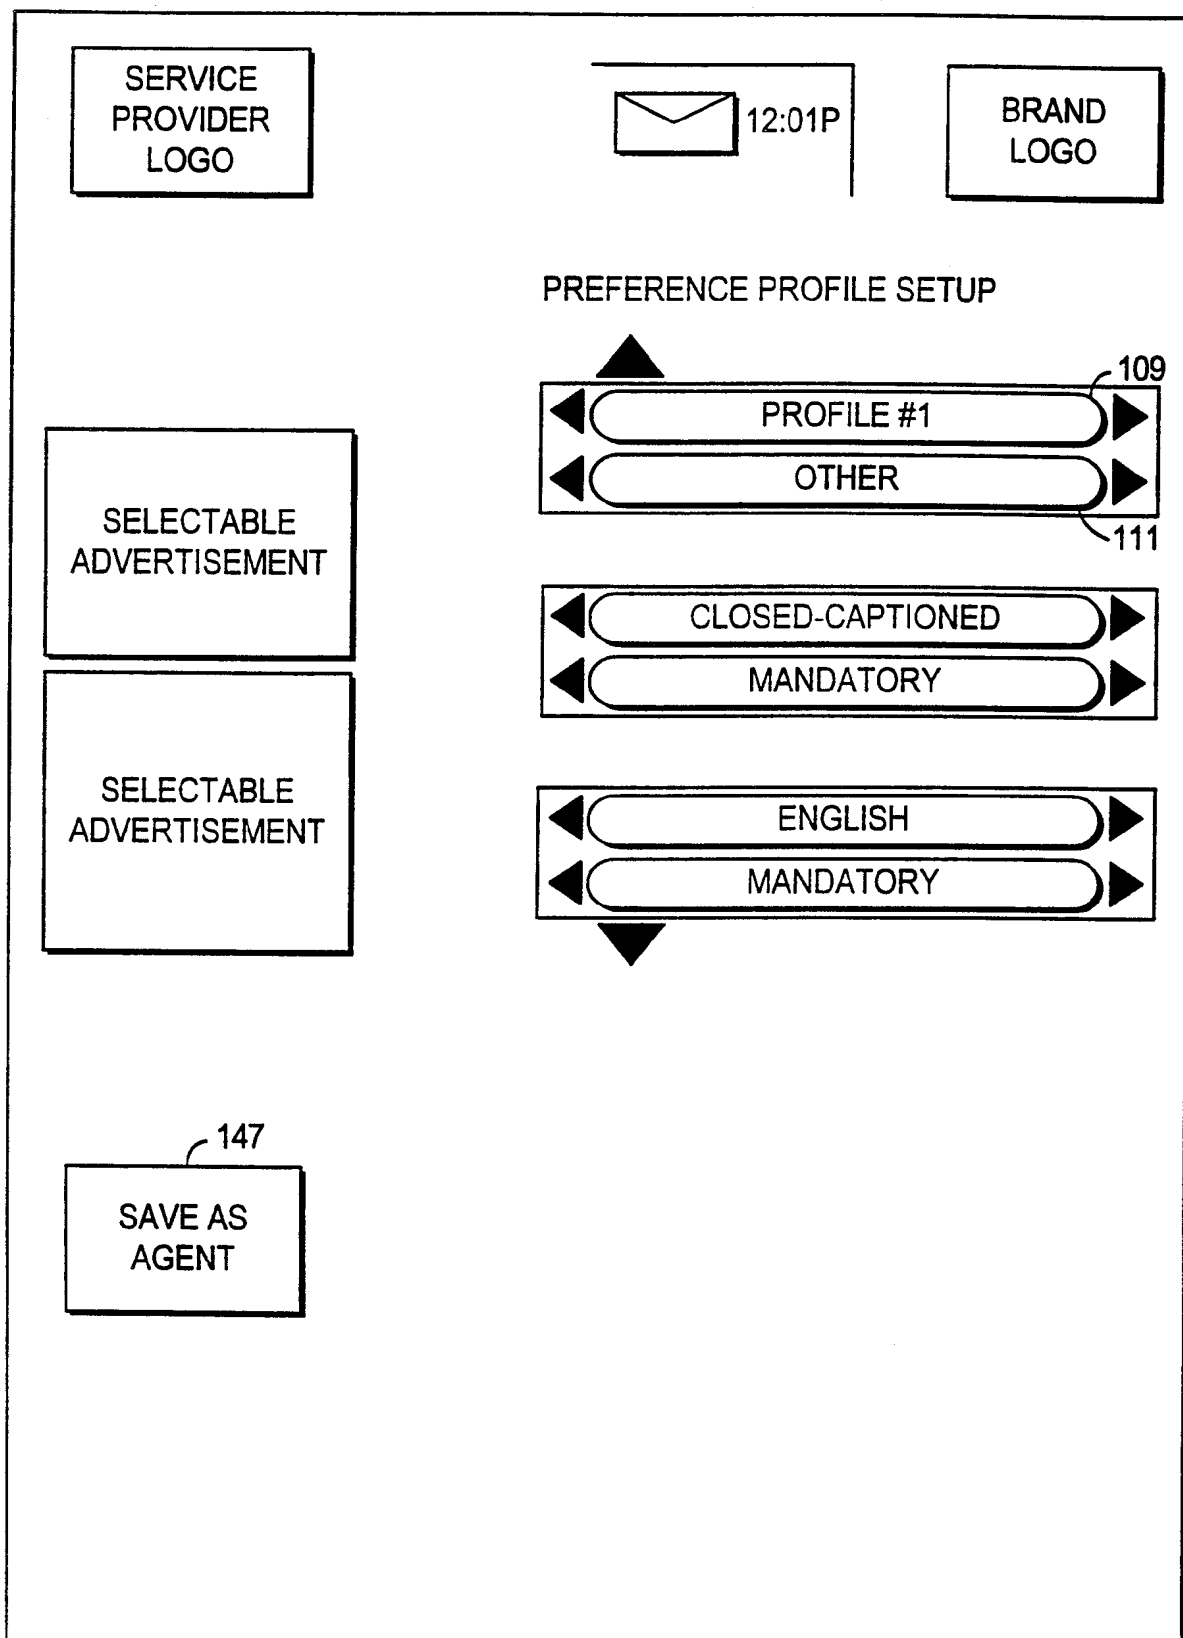 SERVICE
PROVIDER
LOGO
12:01P
BRAND
LOGO
PREFERENCE PROFILE SETUP
109
PROFILE #1
OTHER
111
SELECTABLE
ADVERTISEMENT
CLOSED-CAPTIONED
MANDATORY
SELECTABLE
ADVERTISEMENT
ENGLISH
MANDATORY
147
SAVE AS
AGENT